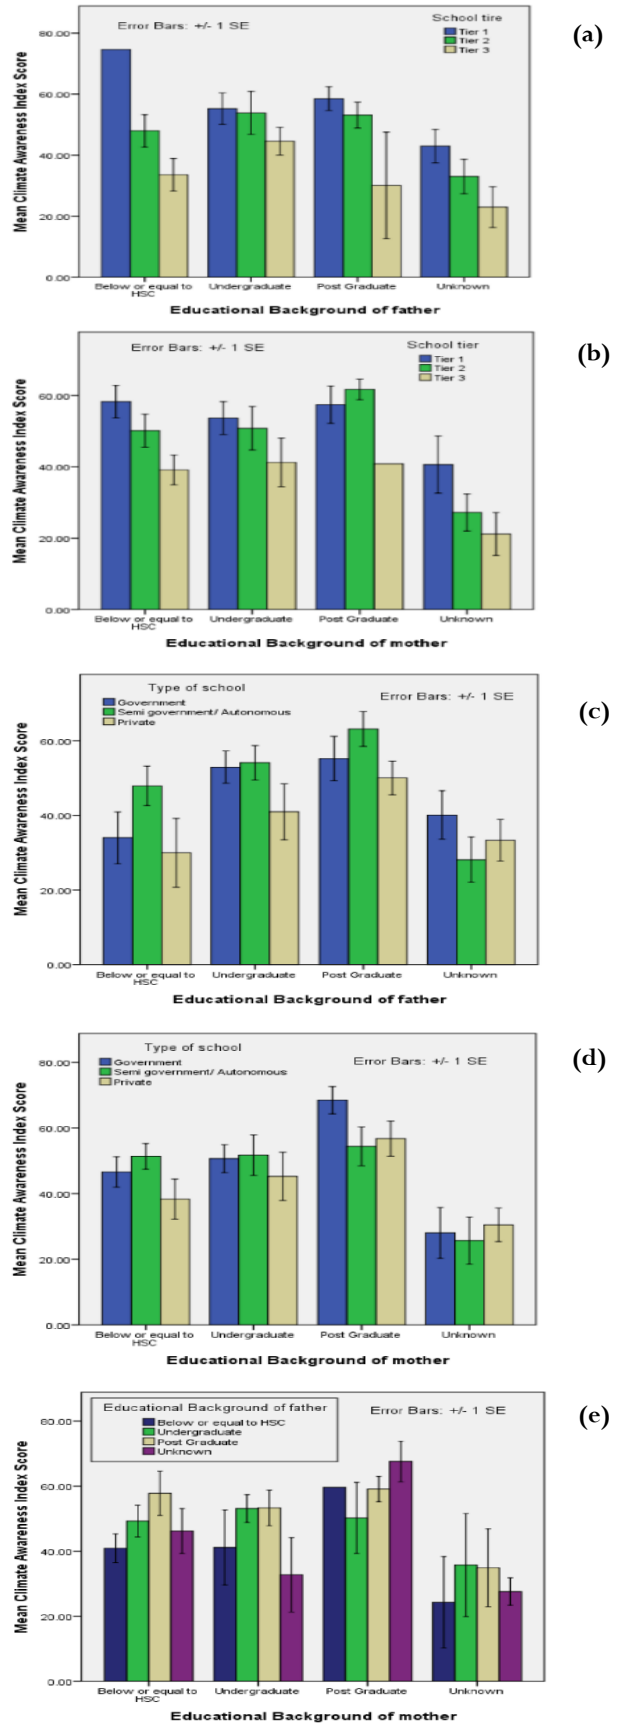 (a)
Error Bars: +/- 1 SE
School tire
Tier 1
Tier 2
Tier 3
Mean Climate Awareness Index Score
80.00
60.00
40.00
20.00
0.00
Below or equal to HSC
Undergraduate
Post Graduate
Unknown
Educational Background of father
(b)
Error Bars: +/- 1 SE
School tier
Tier 1
Tier 2
Tier 3
Mean Climate Awareness Index Score
60.00
40.00
20.00
0.00
Below or equal to HSC
Undergraduate
Post Graduate
Unknown
Educational Background of mother
(c)
Type of school
Government
Semi government/ Autonomous
Private
Error Bars: +/- 1 SE
Mean Climate Awareness Index Score
60.00
40.00
20.00
0.00
Below or equal to HSC
Undergraduate
Post Graduate
Unknown
Educational Background of father
(d)
Type of school
Government
Semi government/ Autonomous
Private
Error Bars: +/- 1 SE
Mean Climate Awareness Index Score
80.00
60.00
40.00
20.00
0.00
Below or equal to HSC
Undergraduate
Post Graduate
Unknown
Educational Background of mother
(e)
Educational Background of father
Below or equal to HSC
Undergraduate
Post Graduate
Unknown
Error Bars: +/- 1 SE
Mean Climate Awareness Index Score
80.00
60.00
40.00
20.00
0.00
Below or equal to HSC
Undergraduate
Post Graduate
Unknown
Educational Background of mother